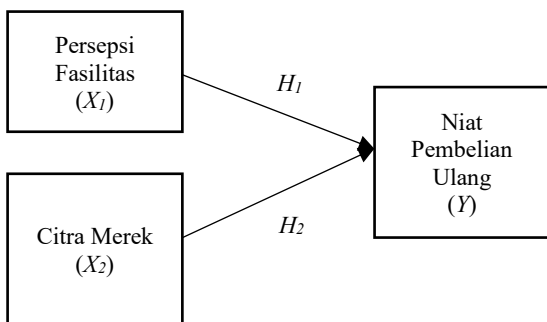 Persepsi
Fasilitas
(X1)
H1
Niat
Pembelian
Ulang
(Y)
Citra Merek
(X2)
H2